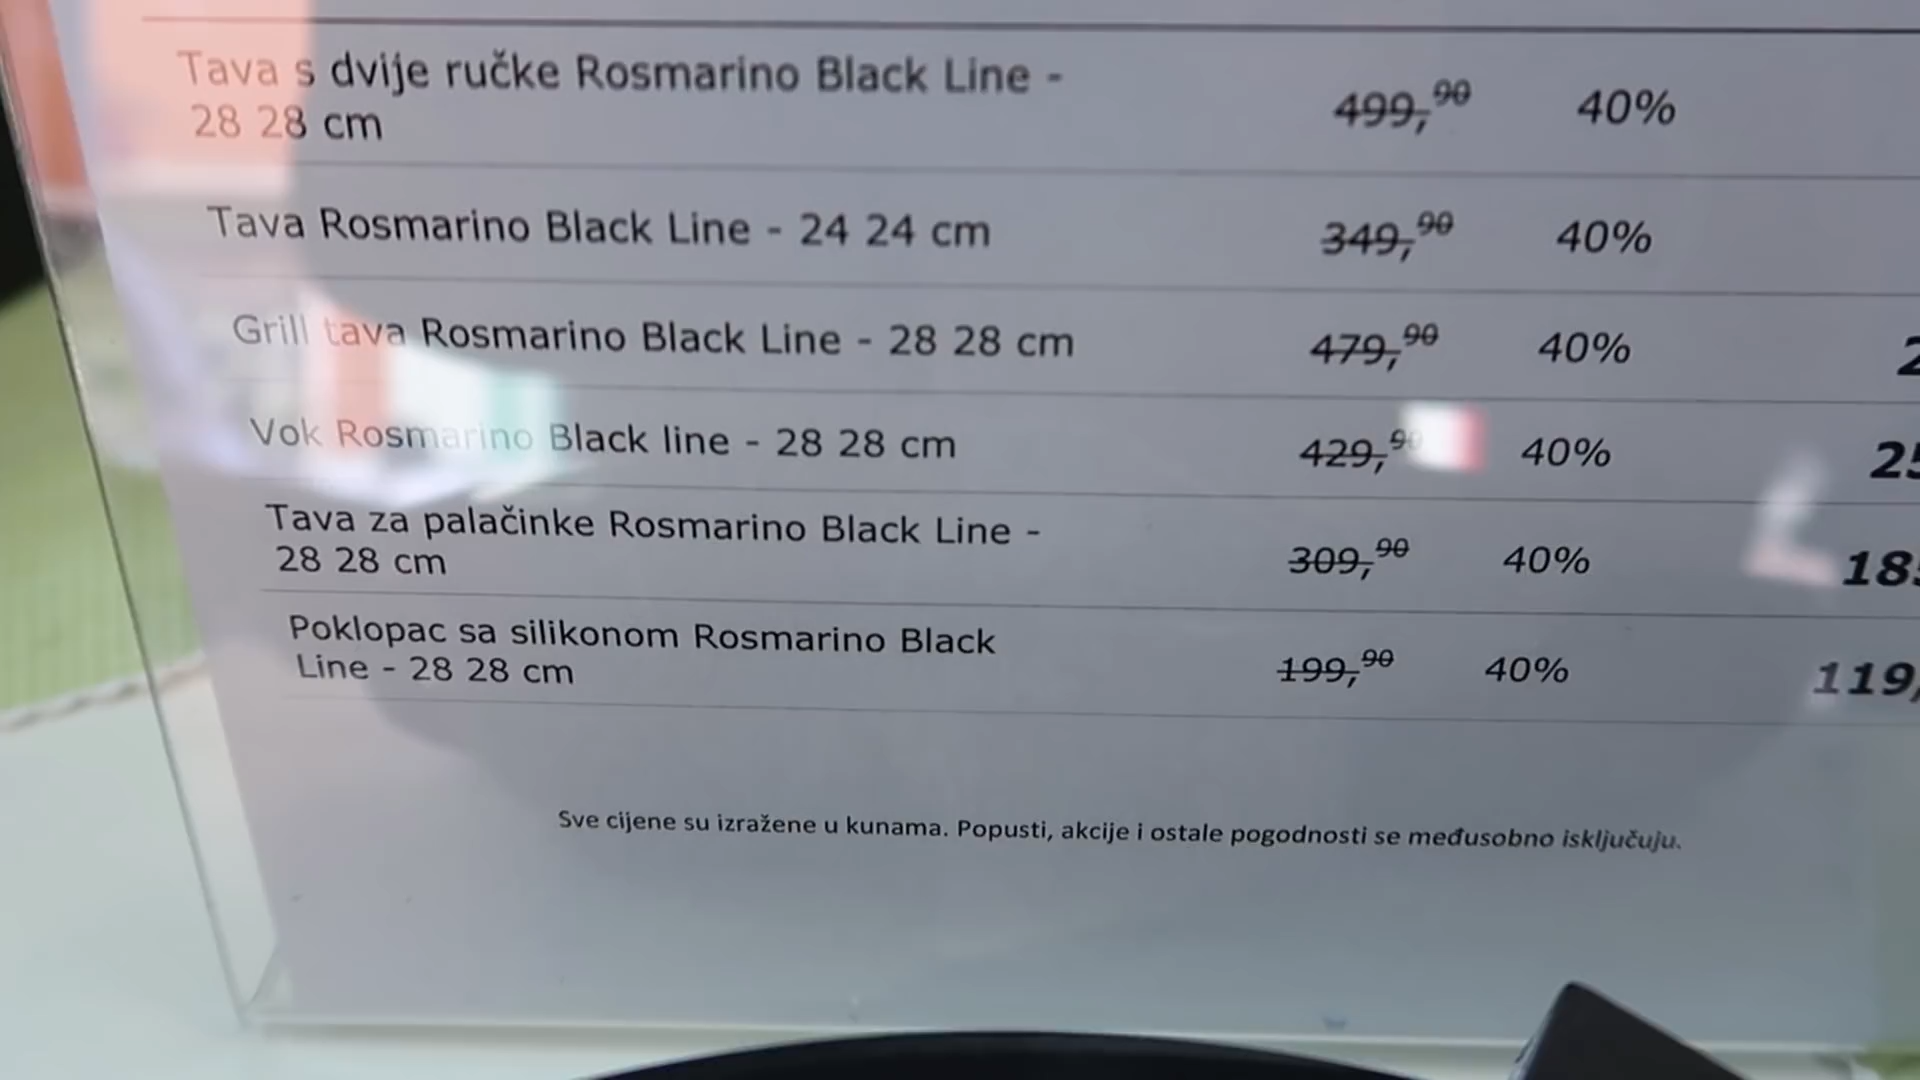 Tava s dvije ručke Rosmarino Black Line -
28 28 cm
499,90 40%
Tava Rosmarino Black Line - 24 24 cm 349,90 40%
Grill tava Rosmarino Black Line - 28 28 cm 479,90 40%
Vok Rosmarino Black line - 28 28 cm 429,90 40%
Tava za palačinke Rosmarino Black Line -
28 28 cm
309,90 40%
Poklopac sa silikonom Rosmarino Black
Line - 28 28 cm
199,90 40% 119,
Sve cijene su izražene u kunama. Popusti, akcije i ostale pogodnosti se međusobno isključuju.